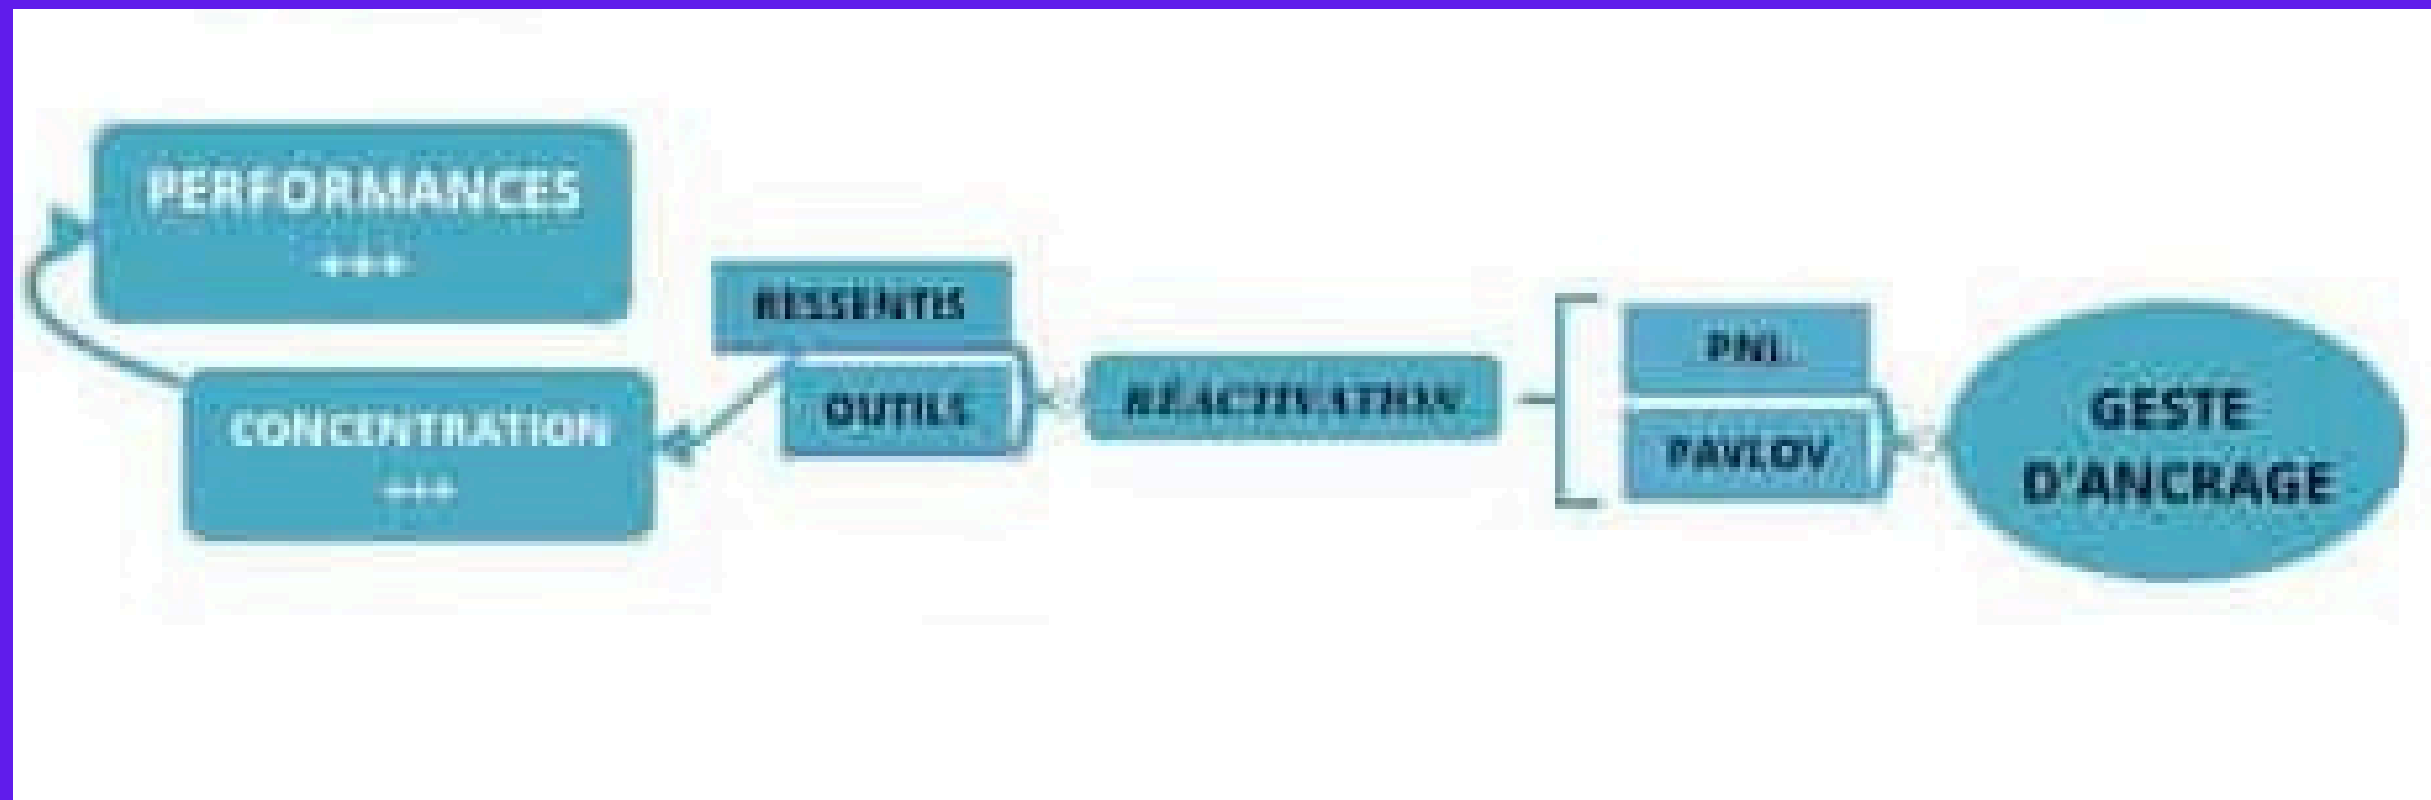 PERFORMANCES
+++
RESSENTIS
PNL
CONCENTRATION
+++
OUTILS
RÉACTIVATION
PAVLOV
GESTE
D'ANCRAGE